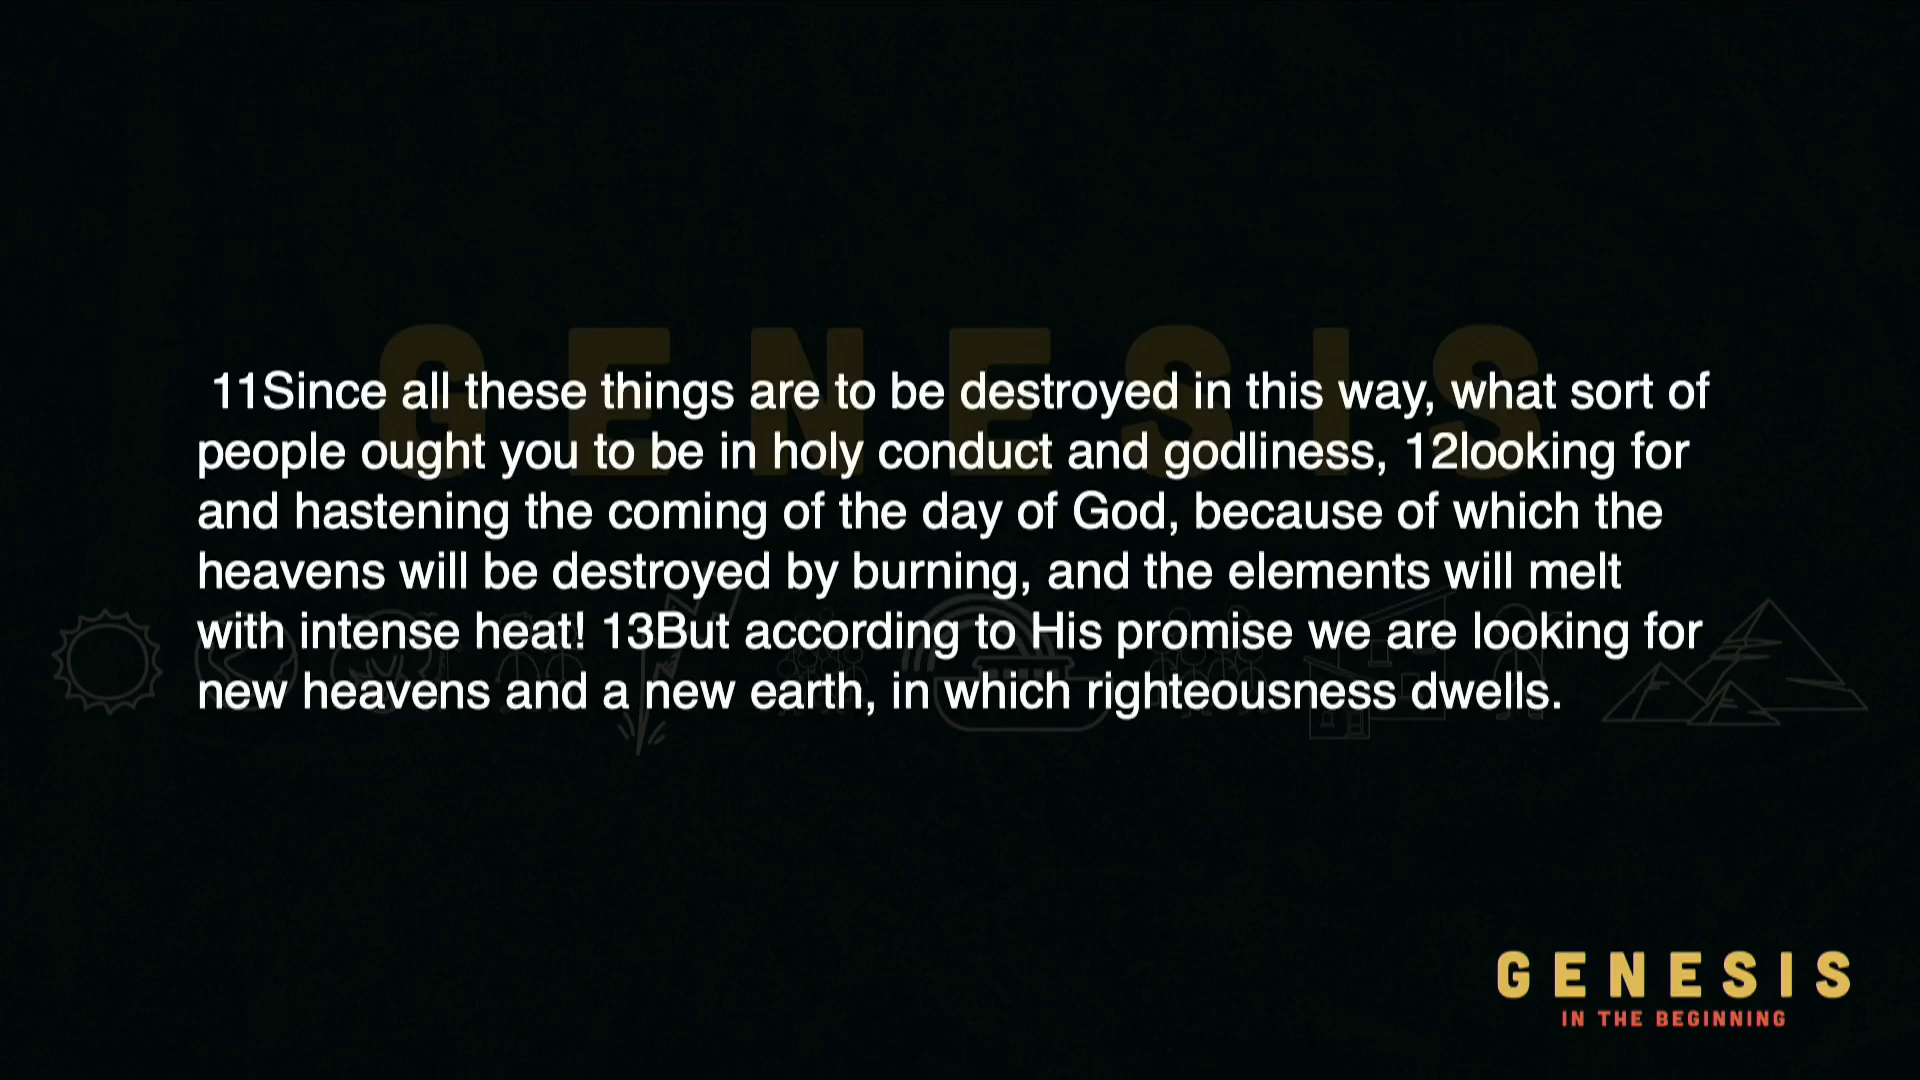 GENESIS
11Since all these things are to be destroyed in this way, what sort of
people ought you to be in holy conduct and godliness, 12looking for
and hastening the coming of the day of God, because of which the
heavens will be destroyed by burning, and the elements will melt
with intense heat! 13But according to His promise we are looking for
new heavens and a new earth, in which righteousness dwells.
GENESIS
IN THE BEGINNING